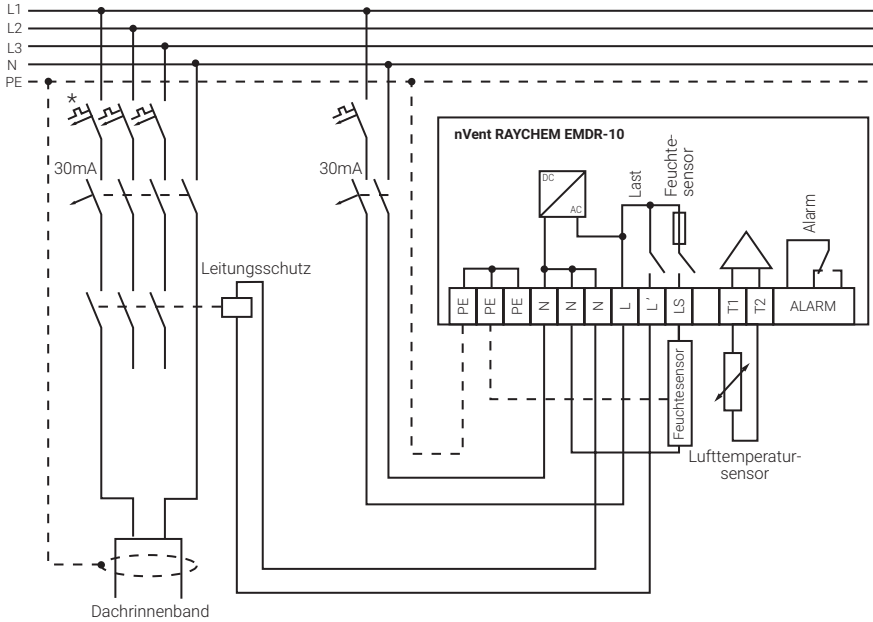 L1
L2
L3
N
PE
*
30mA
30mA
Leitungsschutz
Dachrinnenband
nVent RAYCHEM EMDR-10
DC
AC
Last
Feuchte-
sensor
Alarm
PE
PE
PE
N
N
N
L
L'
LS
T1
T2
ALARM
Feuchtesensor
Lufttemperatur-
sensor